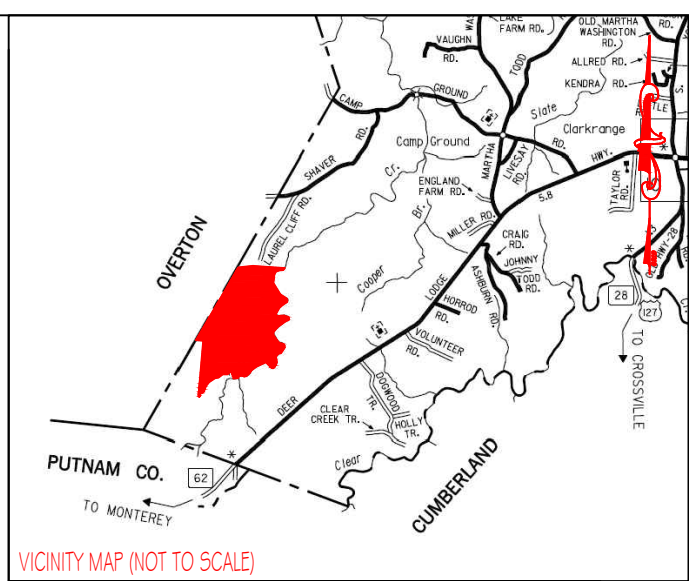 OLD MARTHA
WASHINGTON
RD.
LAKE
FARM RD.
WA
VAUGHN
RD.
TODD
ALLRED RD.
KENDRA RD.
TLE
S.
CAMP
GROUND
RD.
Slate
Clarkrange
Camp Ground
SHAVER
RD.
Cr.
MARTHA
LIVESAY
RD.
HWY.
TAYLOR
RD.
ENGLAND
FARM RD.
5.8
Br.
MILLER RD.
LAUREL CLIFF RD.
OVERTON
CRAIG
RD.
JOHNNY
TODD
RD.
Cooper
LODGE
ASHBURN
RD.
HORROD
RD.
28
127
HWY-28
TO CROSSVILLE
VOLUNTEER
RD.
DEER
DOGWOOD
TR.
CLEAR
CREEK TR.
HOLLY
TR.
Clear
CUMBERLAND
PUTNAM CO.
62
TO MONTEREY
VICINITY MAP (NOT TO SCALE)